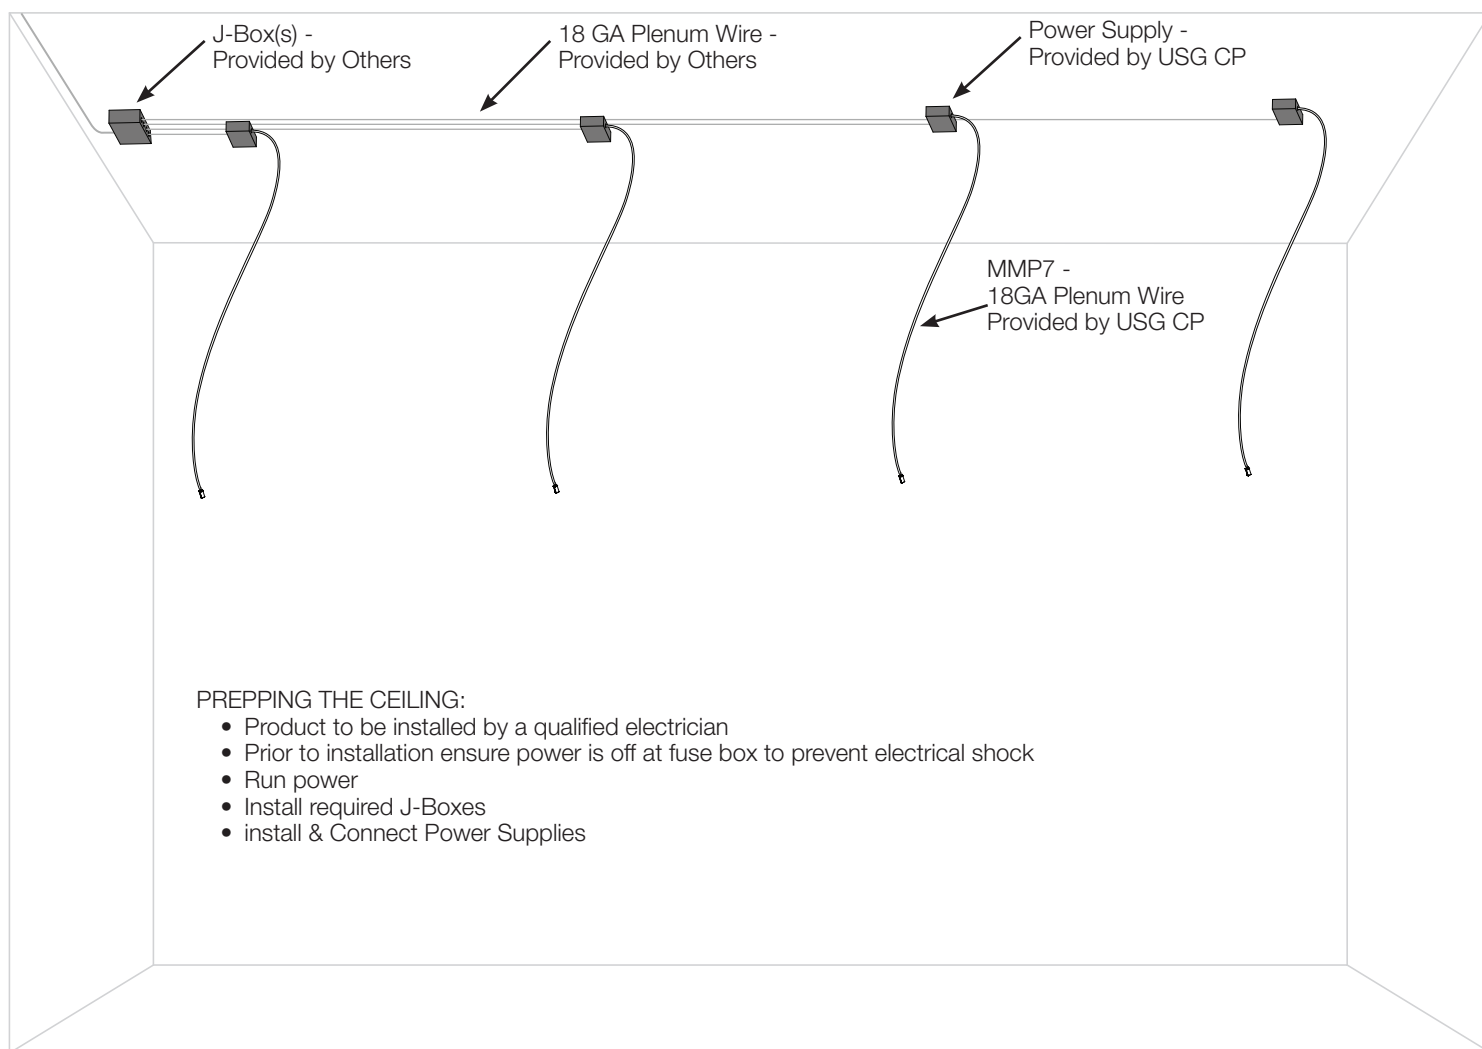 J-Box(s) -
Provided by Others
18 GA Plenum Wire -
Provided by Others
Power Supply -
Provided by USG CP
MMP7 -
18GA Plenum Wire
Provided by USG CP
PREPPING THE CEILING:
• Product to be installed by a qualified electrician
• Prior to installation ensure power is off at fuse box to prevent electrical shock
• Run power
• Install required J-Boxes
• install & Connect Power Supplies